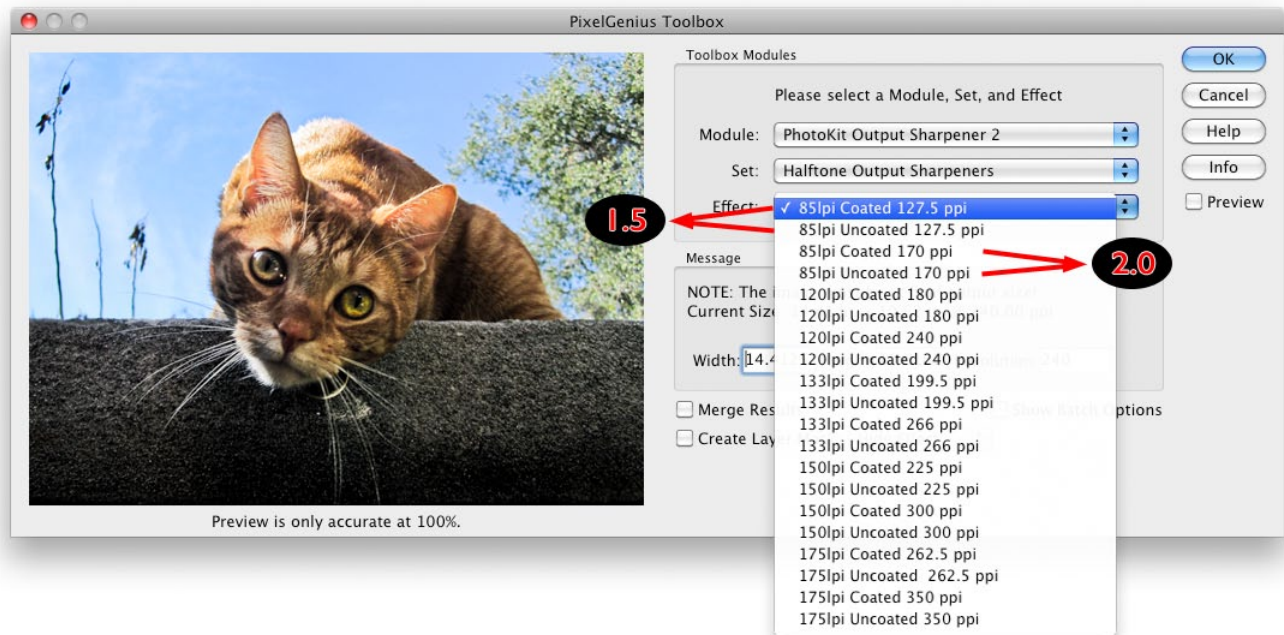 PixelGenius Toolbox
Toolbox Modules
Please select a Module, Set, and Effect
Module: PhotoKit Output Sharpener 2
Set: Halftone Output Sharpeners
Effect:
✓ 85lpi Coated 127.5 ppi
85lpi Uncoated 127.5 ppi
85lpi Coated 170 ppi
85lpi Uncoated 170 ppi
120lpi Coated 180 ppi
120lpi Uncoated 180 ppi
120lpi Coated 240 ppi
120lpi Uncoated 240 ppi
133lpi Coated 199.5 ppi
133lpi Uncoated 199.5 ppi
133lpi Coated 266 ppi
133lpi Uncoated 266 ppi
150lpi Coated 225 ppi
150lpi Uncoated 225 ppi
150lpi Coated 300 ppi
150lpi Uncoated 300 ppi
175lpi Coated 262.5 ppi
175lpi Uncoated 262.5 ppi
175lpi Coated 350 ppi
175lpi Uncoated 350 ppi
1.5
2.0
Message
NOTE: The
Current Size
Width: 14.4
240
Merge Res
Show Batch Options
Create Lay
OK
Cancel
Help
Info
Preview
Preview is only accurate at 100%.